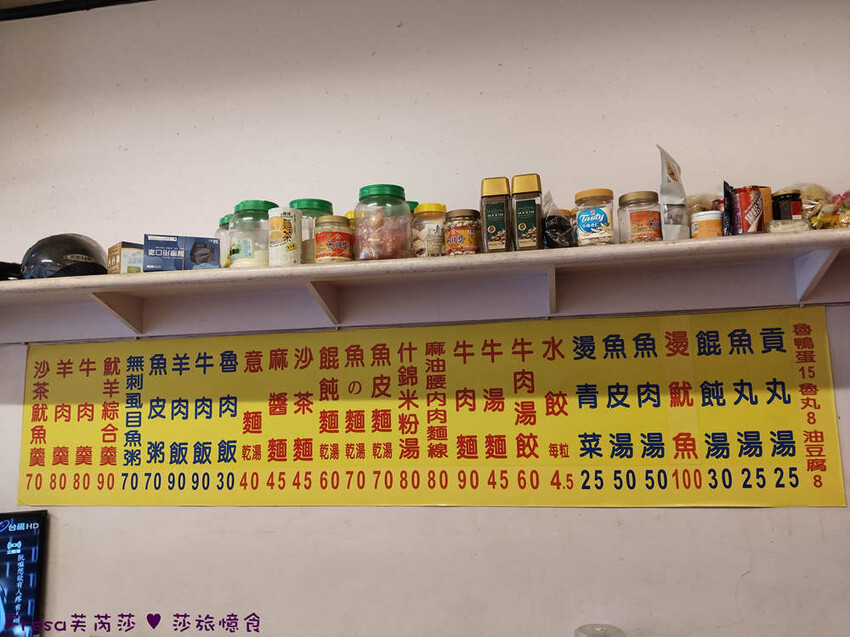 魯鴨蛋15魯丸8油豆腐8
貢丸湯 25
魚丸湯 25
餛飩湯 30
燙魷魚 100
魚肉湯 50
魚皮湯 50
燙青菜 25
水餃 每粒 4.5
牛肉湯餃 60
牛湯麵 45
牛肉麵 90
麻油腰內肉麵線 80
什錦米粉湯 80
魚皮麵 乾湯 70
魚の麵 乾湯 70
餛飩麵 乾湯 60
沙茶麵 45
麻醬麵 45
意麵 乾湯 40
魯肉飯 30
牛肉飯 90
羊肉飯 90
魚皮粥 70
無刺虱目魚粥 70
魷羊綜合羹 90
牛肉羹 80
羊肉羹 80
沙茶魷魚羹 70
台視HD
resa芙芮莎 ♥ 莎旅憶食